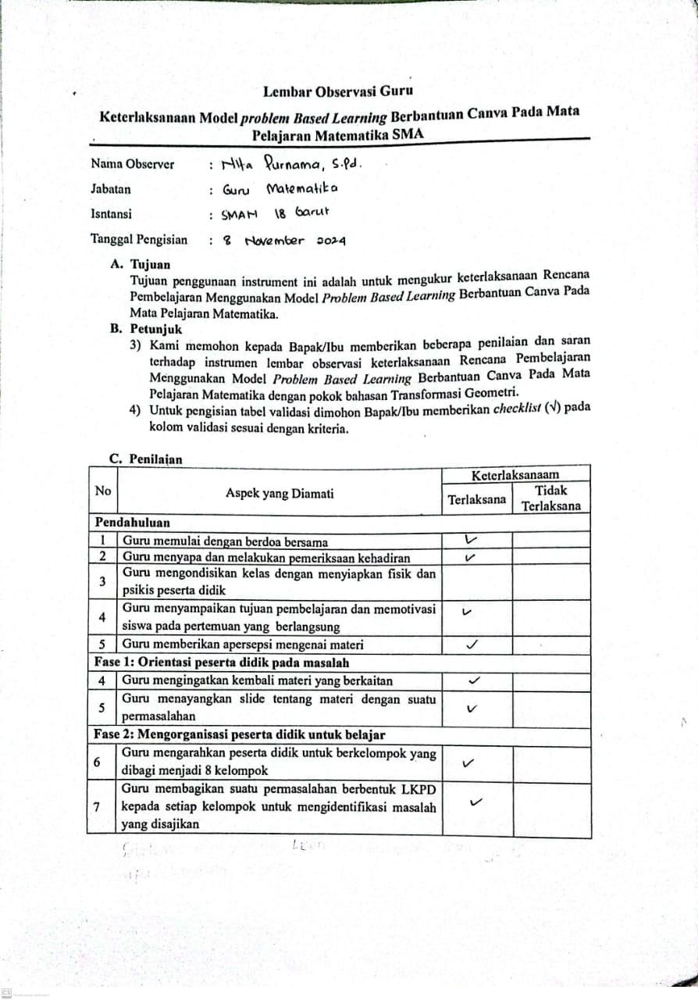 Lembar Observasi Guru
Keterlaksanaan Model problem Based Learning Berbantuan Canva Pada Mata
Pelajaran Matematika SMA
Nama Observer : Nita Purnama, S.Pd.
Jabatan : Guru Matematika
Isntansi : SMAN 18 Garut
Tanggal Pengisian : 8 November 2024
A. Tujuan
Tujuan penggunaan instrument ini adalah untuk mengukur keterlaksanaan Rencana
Pembelajaran Menggunakan Model Problem Based Learning Berbantuan Canva Pada
Mata Pelajaran Matematika.
B. Petunjuk
3) Kami memohon kepada Bapak/Ibu memberikan beberapa penilaian dan saran
terhadap instrumen lembar observasi keterlaksanaan Rencana Pembelajaran
Menggunakan Model Problem Based Learning Berbantuan Canva Pada Mata
Pelajaran Matematika dengan pokok bahasan Transformasi Geometri.
4) Untuk pengisian tabel validasi dimohon Bapak/Ibu memberikan checklist (√) pada
kolom validasi sesuai dengan kriteria.
C. Penilaian
No Aspek yang Diamati Keterlaksanaam
Terlaksana Tidak
Terlaksana
Pendahuluan
1 Guru memulai dengan berdoa bersama ✓
2 Guru menyapa dan melakukan pemeriksaan kehadiran ✓
3 Guru mengondisikan kelas dengan menyiapkan fisik dan
psikis peserta didik
4 Guru menyampaikan tujuan pembelajaran dan memotivasi ✓
siswa pada pertemuan yang berlangsung
5 Guru memberikan apersepsi mengenai materi ✓
Fase 1: Orientasi peserta didik pada masalah
4 Guru mengingatkan kembali materi yang berkaitan ✓
5 Guru menayangkan slide tentang materi dengan suatu ✓
permasalahan
Fase 2: Mengorganisasi peserta didik untuk belajar
6 Guru mengarahkan peserta didik untuk berkelompok yang ✓
dibagi menjadi 8 kelompok
Guru membagikan suatu permasalahan berbentuk LKPD
7 kepada setiap kelompok untuk mengidentifikasi masalah ✓
yang disajikan
CS